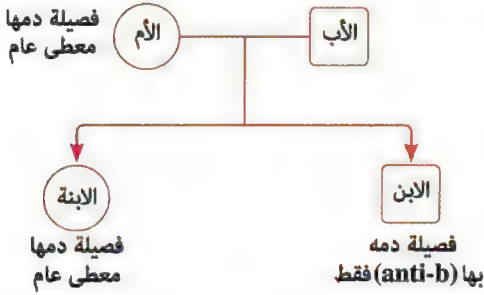 فصيلة دمها
معطى عام
الأم
الأب
الابنة
الابن
فصيلة دمها
معطى عام
فصيلة دمه
بها (anti-b) فقط